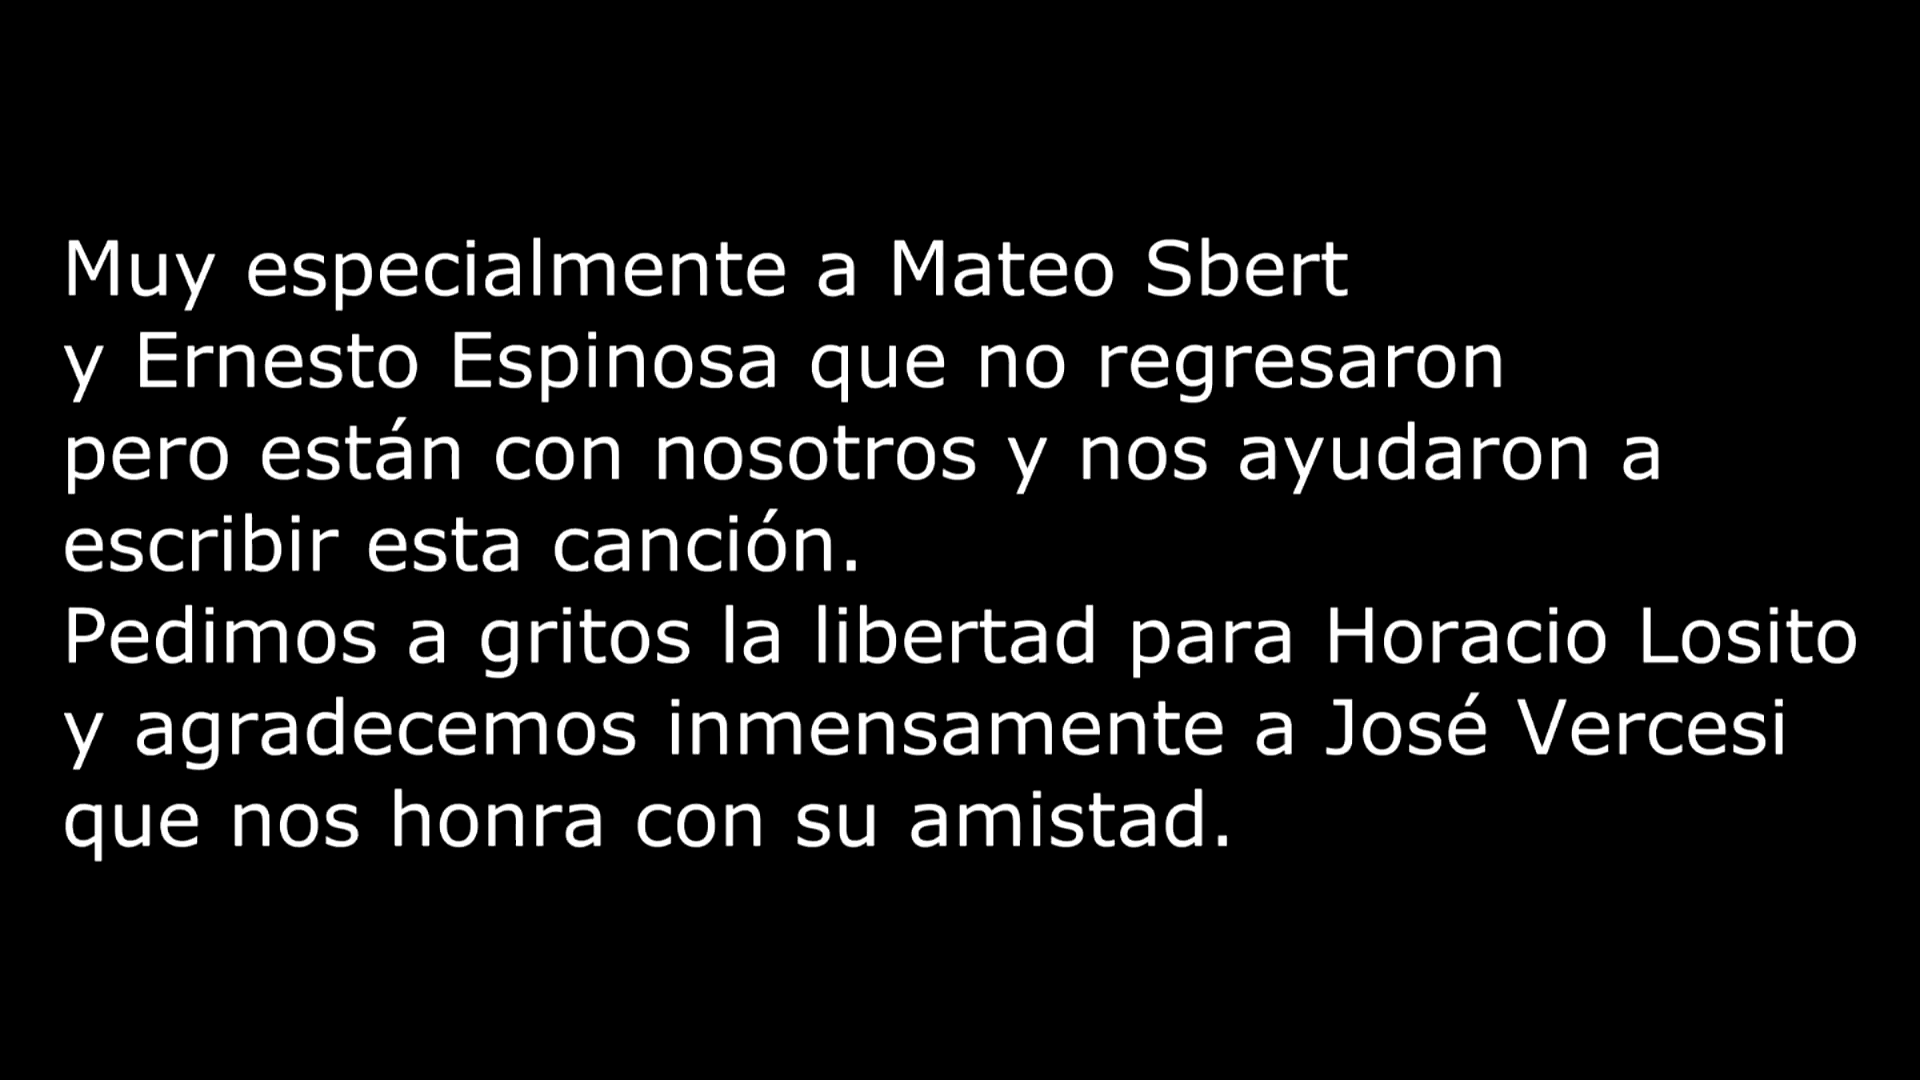 Muy especialmente a Mateo Sbert
y Ernesto Espinosa que no regresaron
pero están con nosotros y nos ayudaron a
escribir esta canción.
Pedimos a gritos la libertad para Horacio Losito
y agradecemos inmensamente a José Vercesi
que nos honra con su amistad.